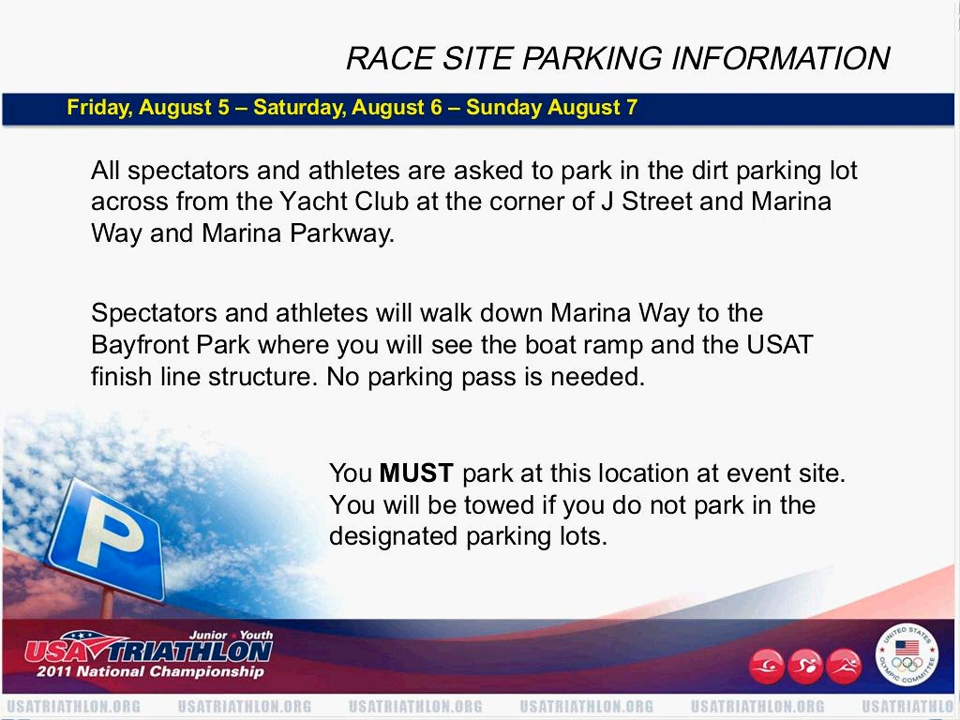 RACE SITE PARKING INFORMATION
Friday, August 5 – Saturday, August 6 – Sunday August 7
All spectators and athletes are asked to park in the dirt parking lot
across from the Yacht Club at the corner of J Street and Marina
Way and Marina Parkway.
Spectators and athletes will walk down Marina Way to the
Bayfront Park where you will see the boat ramp and the USAT
finish line structure. No parking pass is needed.
You MUST park at this location at event site.
You will be towed if you do not park in the
designated parking lots.
P
Junior Youth
USA TRIATHLON
2011 National Championship
UNITED STATES
OLYMPIC COMMITTEE
USATRIATHLON.ORG USATRIATHLON.ORG USATRIATHLON.ORG USATRIATHLON.ORG USATRIATHLON.ORG USATRIATHLO